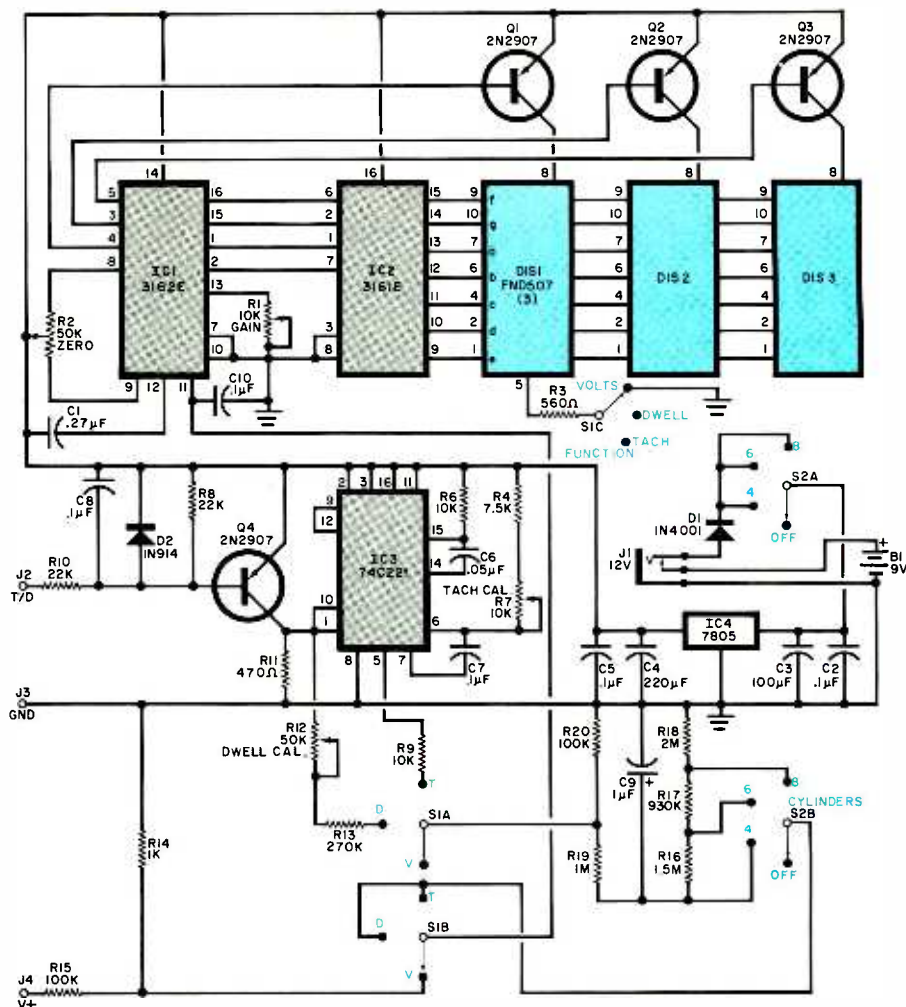 Q1
2N2907
Q2
2N2907
Q3
2N2907
14
16
8
8
8
5
3
4
8
16
15
1
2
13
7
10
9
12
11
IC1
3162E
6
2
1
7
3
8
IC2
3161E
15
14
13
12
11
10
9
9
10
7
6
4
2
1
f
g
a
b
c
d
e
DIS1
FND507
(3)
5
9
10
7
6
4
2
1
DIS 2
9
10
7
6
4
2
1
DIS 3
R2
50K
ZERO
R1
10K
GAIN
C10
.1µF
C1
.27µF
R3
560Ω
S1C
VOLTS
DWELL
TACH
FUNCTION
C8
.1µF
D2
1N914
R8
22K
R10
22K
J2
T/D
Q4
2N2907
2
3
16
11
9
12
15
14
10
1
6
8
5
7
IC3
74C221
R6
10K
R4
7.5K
C6
.05µF
TACH CAL
R7
10K
C7
.1µF
R11
470Ω
8
6
4
S2A
OFF
D1
1N4001
J1
12V
+
B1
9V
IC4
7805
C5
.1µF
C4
220µF
C3
100µF
C2
.1µF
J3
GND
R12
50K
DWELL CAL
R9
10K
T
R13
270K
D
S1A
V
T
D
S1B
V
R14
1K
R15
100K
J4
V+
R20
100K
R19
1M
C9
1µF
+
R18
2M
R17
930K
R16
1.5M
8
6
CYLINDERS
4
S2B
OFF